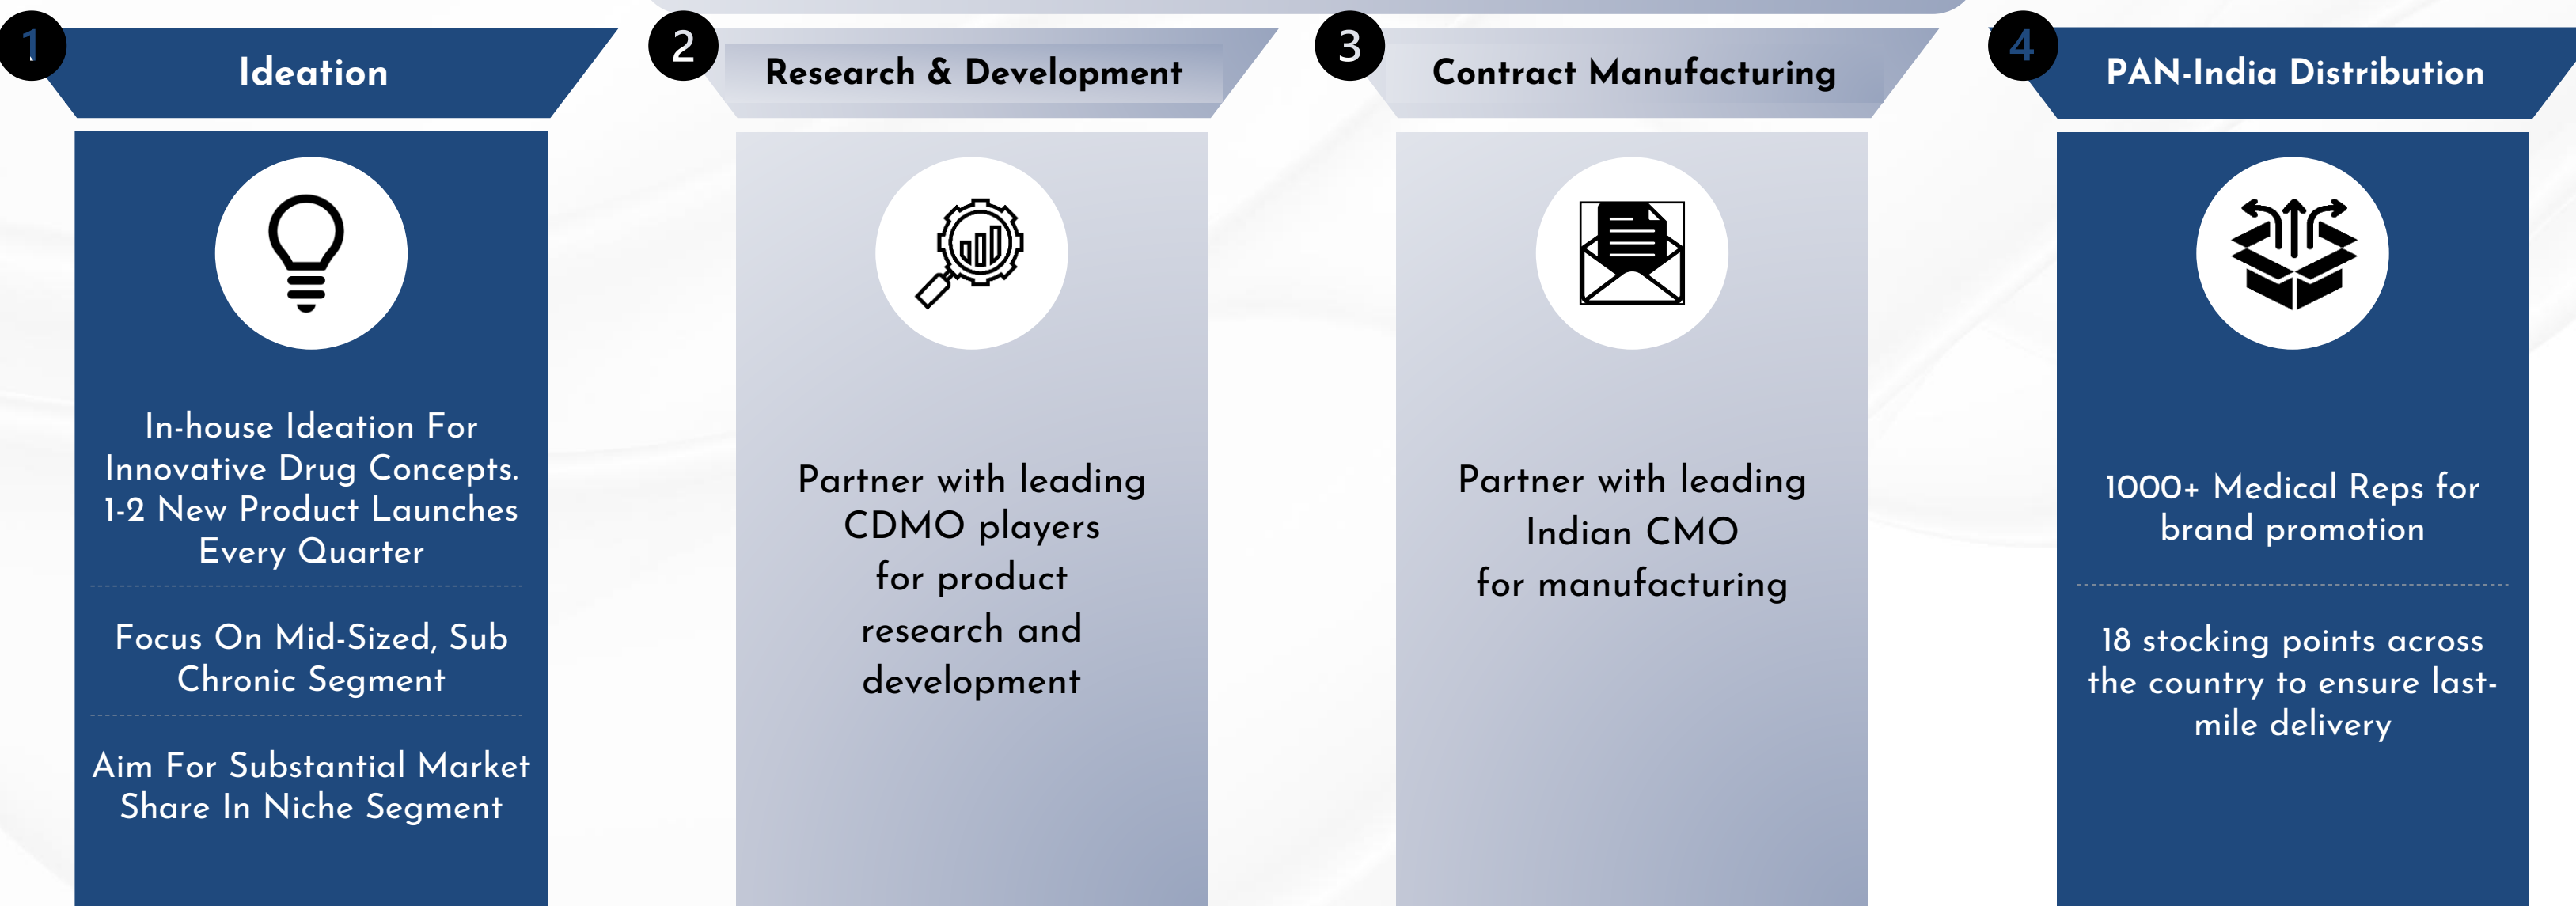 1
Ideation
In-house Ideation For
Innovative Drug Concepts.
1-2 New Product Launches
Every Quarter
Focus On Mid-Sized, Sub
Chronic Segment
Aim For Substantial Market
Share In Niche Segment
2
Research & Development
Partner with leading
CDMO players
for product
research and
development
3
Contract Manufacturing
Partner with leading
Indian CMO
for manufacturing
4
PAN-India Distribution
1000+ Medical Reps for
brand promotion
18 stocking points across
the country to ensure last-
mile delivery